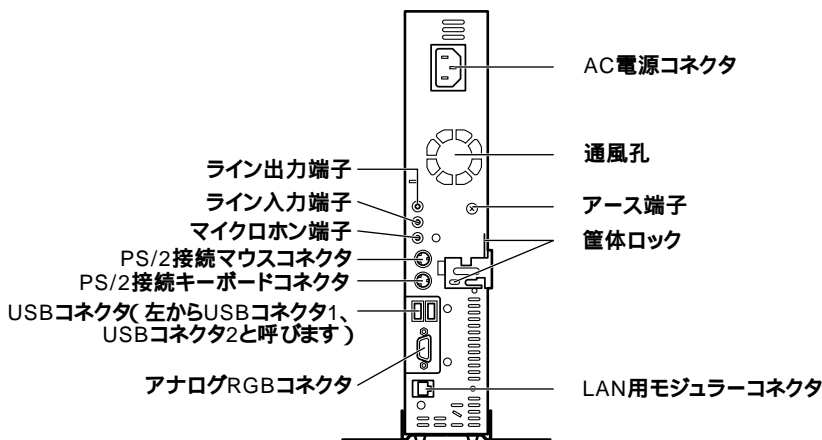 AC電源コネクタ
通風孔
ライン出力端子
ライン入力端子
アース端子
マイクロホン端子
筐体ロック
PS/2接続マウスコネクタ
PS/2接続キーボードコネクタ
USBコネクタ(左からUSBコネクタ1、
USBコネクタ2と呼びます)
アナログRGBコネクタ
LAN用モジュラーコネクタ